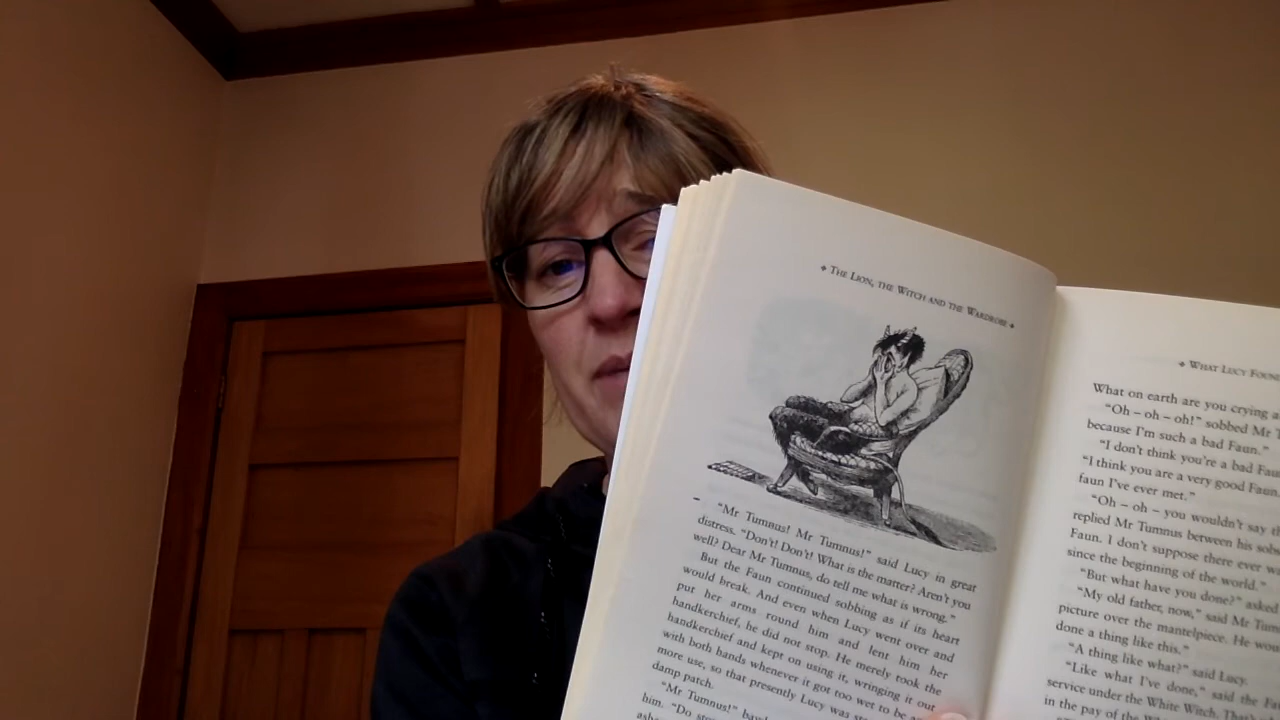 THE LION, THE WITCH AND THE WARDROBE
"Mr Tumnus! Mr Tumnus!" said Lucy in great
distress. "Don't! Don't! What is the matter? Aren't you
well? Dear Mr Tumnus, do tell me what is wrong."
But the Faun continued sobbing as if its heart
would break. And even when Lucy went over and
put her arms round him and lent him her
handkerchief, he did not stop. He merely took the
handkerchief and kept on using it, wringing it out
with both hands whenever it got too wet to be any
more use, so that presently Lucy was
damp patch.
"Mr Tumnus!"
him. "Do
WHAT LUCY
What on earth are you crying
"Oh – oh – oh!" sobbed Mr
because I'm such a bad Faun."
"I don't think you're a bad
"I think you are a very good Faun
faun I've ever met."
"Oh – oh – you wouldn't say
replied Mr Tumnus between his
Faun. I don't suppose there ever
since the beginning of the world."
"But what have you done?" asked
"My old father, now," said Mr
picture over the mantelpiece. He
done a thing like this."
"A thing like what?" said Lucy.
"Like what I've done," said the
service under the White Witch. That's
in the pay of the